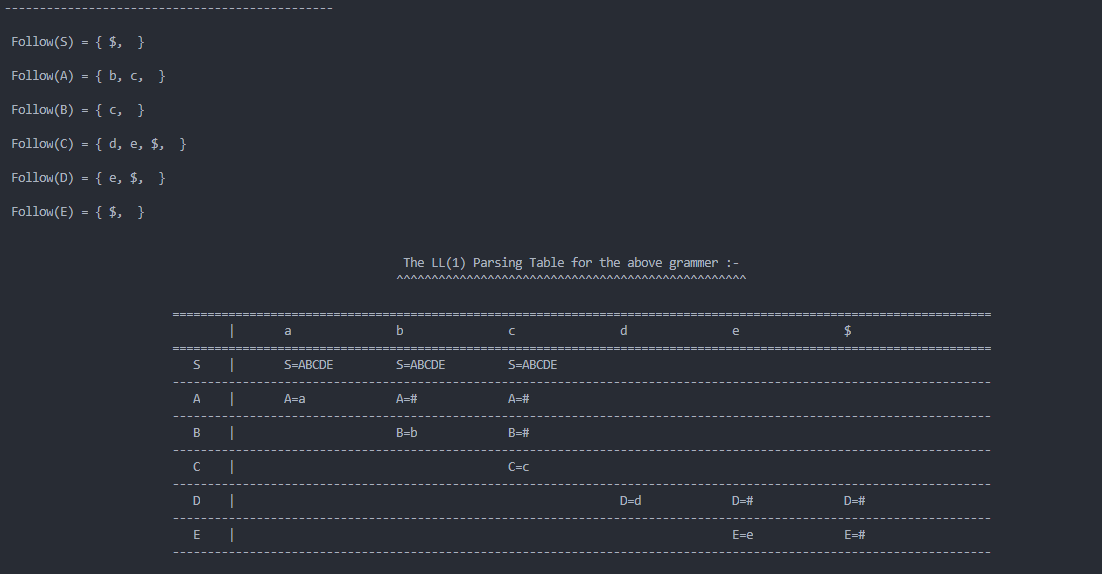 -----------------------------------------------
Follow(S) = { $,  }
Follow(A) = { b, c,  }
Follow(B) = { c,  }
Follow(C) = { d, e, $,  }
Follow(D) = { e, $,  }
Follow(E) = { $,  }
The LL(1) Parsing Table for the above grammer :-
^^^^^^^^^^^^^^^^^^^^^^^^^^^^^^^^^^^^^^^^^^^^^^^^^^
=====================================================================================================================
| a b c d e $
=====================================================================================================================
S | S=ABCDE S=ABCDE S=ABCDE
---------------------------------------------------------------------------------------------------------------------
A | A=a A=# A=#
---------------------------------------------------------------------------------------------------------------------
B | B=b B=#
---------------------------------------------------------------------------------------------------------------------
C | C=c
---------------------------------------------------------------------------------------------------------------------
D | D=d D=# D=#
---------------------------------------------------------------------------------------------------------------------
E | E=e E=#
---------------------------------------------------------------------------------------------------------------------